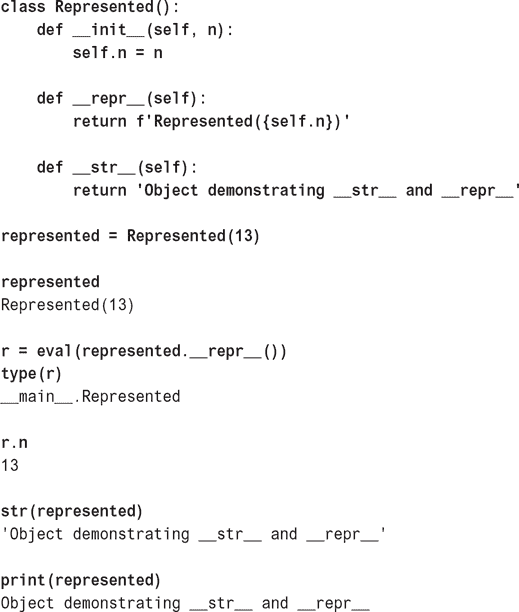 class Represented():
    def __init__(self, n):
        self.n = n

    def __repr__(self):
        return f'Represented({self.n})'

    def __str__(self):
        return 'Object demonstrating __str__ and __repr__'

represented = Represented(13)

represented
Represented(13)

r = eval(represented.__repr__())
type(r)
__main__.Represented

r.n
13

str(represented)
'Object demonstrating __str__ and __repr__'

print(represented)
Object demonstrating __str__ and __repr__